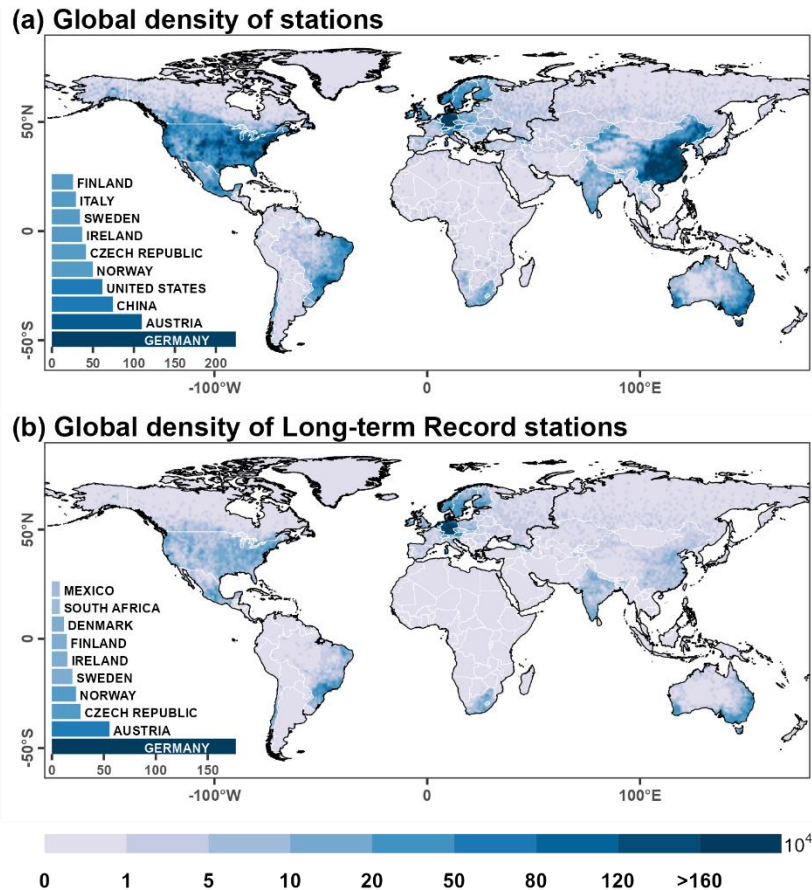 (a) Global density of stations
50°N
0
-50°S
FINLAND
ITALY
SWEDEN
IRELAND
CZECH REPUBLIC
NORWAY
UNITED STATES
CHINA
AUSTRIA
GERMANY
0 50 100 150 200
-100°W 0 100°E
(b) Global density of Long-term Record stations
50°N
0
-50°S
MEXICO
SOUTH AFRICA
DENMARK
FINLAND
IRELAND
SWEDEN
NORWAY
CZECH REPUBLIC
AUSTRIA
GERMANY
0 50 100 150
-100°W 0 100°E
10⁴
0 1 5 10 20 50 80 120 >160